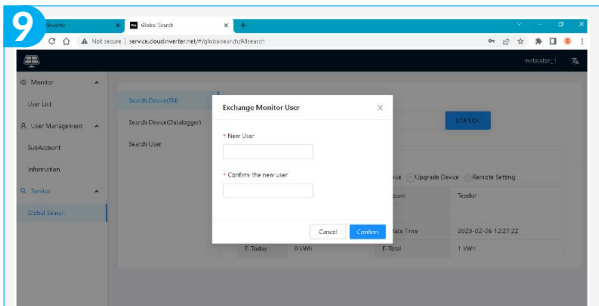 9
Global Search
Not secure service.cloudinverter.net/#/globalsearch/Allsearch
Instalator_1
Monitor
User List
User Management
SubAccount
Information
Service
Global Search
Search Device(SN)
Search Device(Datalogger)
Search User
SEARCH
Exchange Monitor User
* New User
* Confirm the new user
Cancel
Confirm
Upgrade Device
Remote Setting
Teodor
Time
2023-02-06 12:27:22
E-Today
0 kWh
E-Total
1 kWh